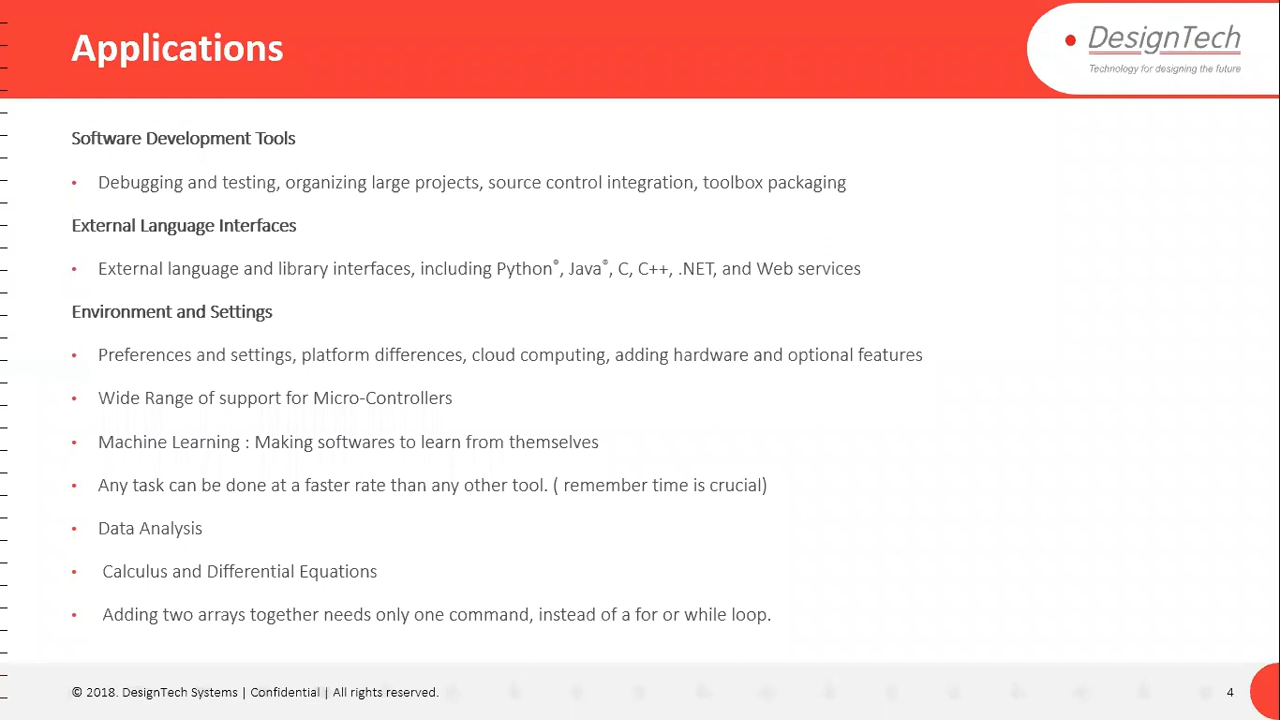 Applications
DesignTech
Technology for designing the future
Software Development Tools
• Debugging and testing, organizing large projects, source control integration, toolbox packaging
External Language Interfaces
• External language and library interfaces, including Python®, Java®, C, C++, .NET, and Web services
Environment and Settings
• Preferences and settings, platform differences, cloud computing, adding hardware and optional features
• Wide Range of support for Micro-Controllers
• Machine Learning : Making softwares to learn from themselves
• Any task can be done at a faster rate than any other tool. ( remember time is crucial)
• Data Analysis
• Calculus and Differential Equations
• Adding two arrays together needs only one command, instead of a for or while loop.
© 2018. DesignTech Systems | Confidential | All rights reserved.
4